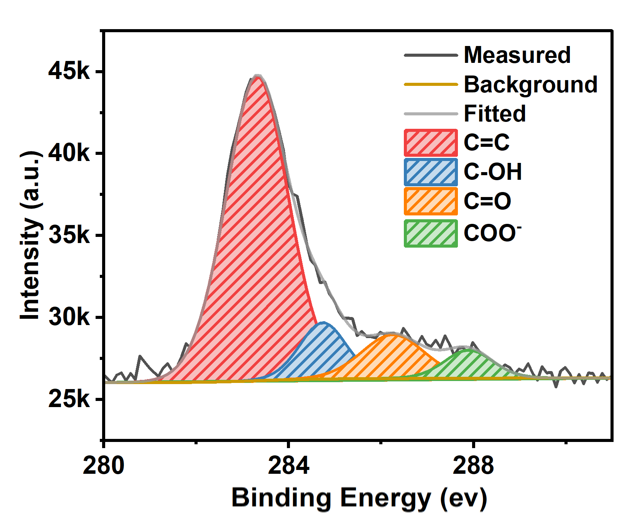 45k
40k
35k
30k
25k
Intensity (a.u.)
Measured
Background
Fitted
C=C
C-OH
C=O
COO⁻
280
284
288
Binding Energy (ev)